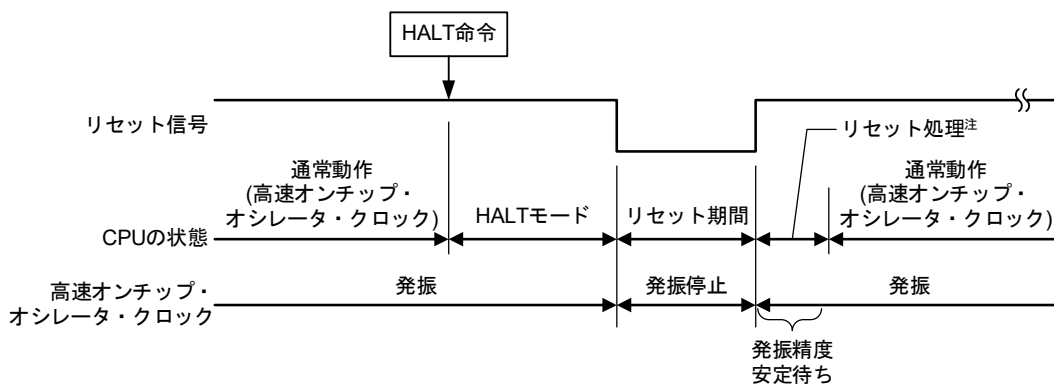 HALT命令
リセット信号
リセット処理注
通常動作
(高速オンチップ・
オシレータ・クロック)
HALTモード
リセット期間
通常動作
(高速オンチップ・
オシレータ・クロック)
CPUの状態
高速オンチップ・
オシレータ・クロック
発振
発振停止
発振
発振精度
安定待ち